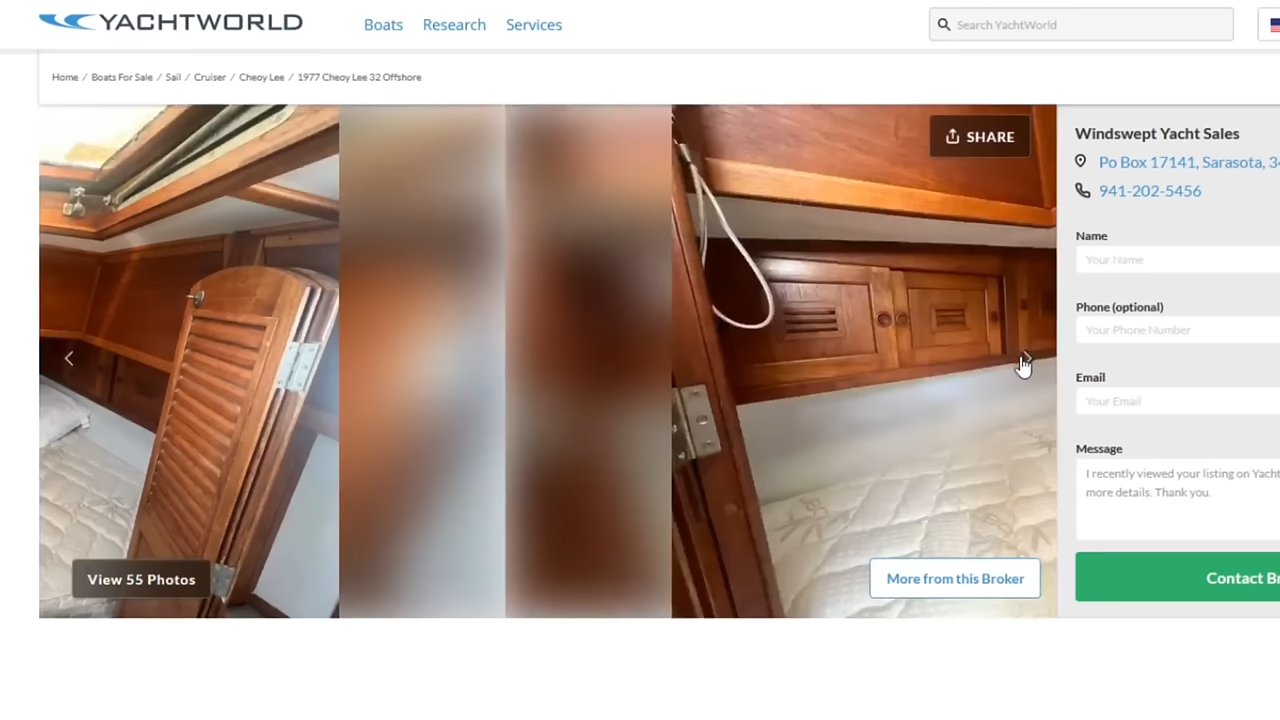 YACHTWORLD
Boats
Research
Services
Search YachtWorld
Home / Boats For Sale / Sail / Cruiser / Cheoy Lee / 1977 Cheoy Lee 32 Offshore
SHARE
View 55 Photos
More from this Broker
Windswept Yacht Sales
Po Box 17141, Sarasota, 34
941-202-5456
Name
Your Name
Phone (optional)
Your Phone Number
Email
Your Email
Message
I recently viewed your listing on Yacht
more details. Thank you.
Contact Br